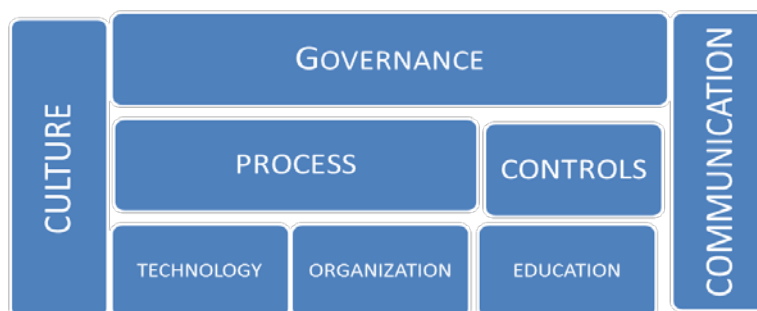 CULTURE
GOVERNANCE
COMMUNICATION
PROCESS
CONTROLS
TECHNOLOGY
ORGANIZATION
EDUCATION